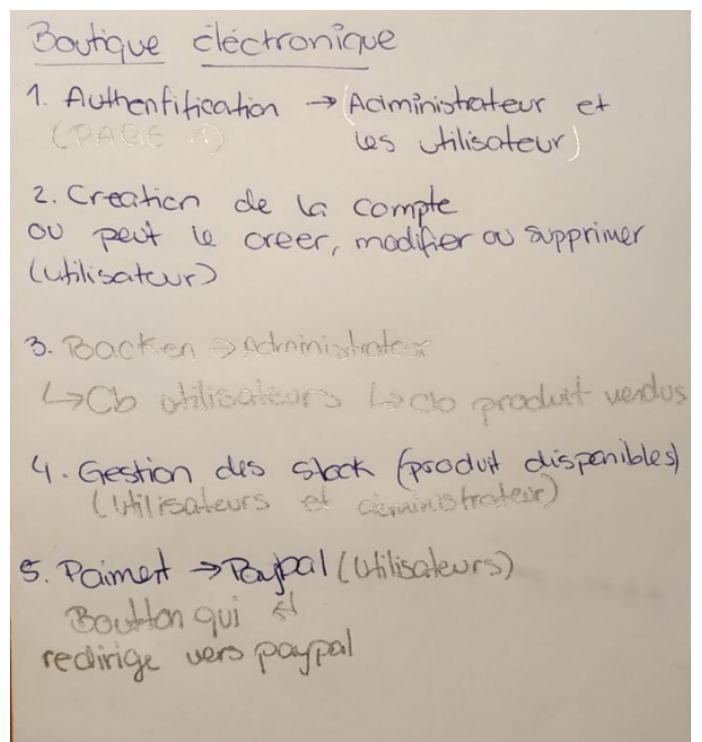 Boutique éléctronique
1. Authentification → (Administrateur et
(PAGE 1) les utilisateur)
2. Creation de la compte
ou peut le creer, modifier ou supprimer
(utilisateur)
3. Backen → Administrateur
↳ Cb utilisateurs ↳ cb produit vendus
4. Gestion des stock (produit disponibles)
(Utilisateurs et administrateur)
5. Paiment → Paypal (Utilisateurs)
Boutton qui
redirige vers paypal